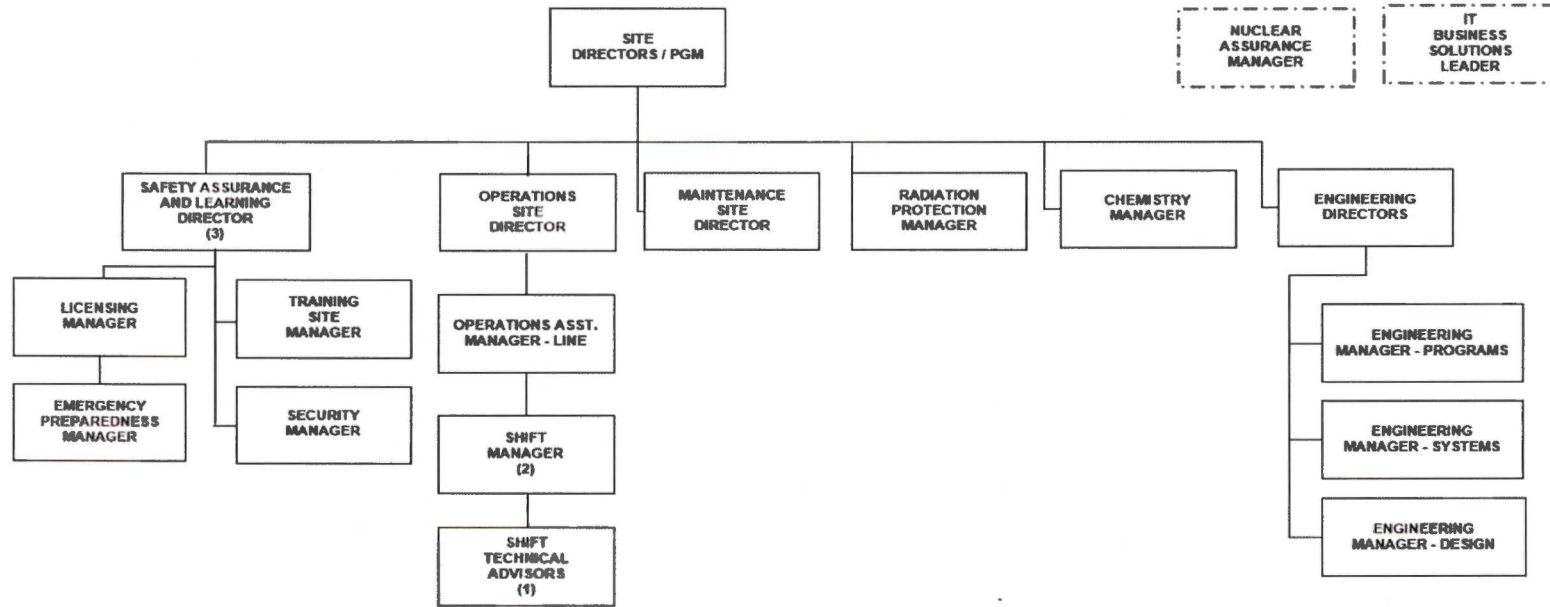 SITE
DIRECTORS / PGM
NUCLEAR
ASSURANCE
MANAGER
IT
BUSINESS
SOLUTIONS
LEADER
SAFETY ASSURANCE
AND LEARNING
DIRECTOR
(3)
OPERATIONS
SITE
DIRECTOR
MAINTENANCE
SITE
DIRECTOR
RADIATION
PROTECTION
MANAGER
CHEMISTRY
MANAGER
ENGINEERING
DIRECTORS
LICENSING
MANAGER
TRAINING
SITE
MANAGER
OPERATIONS ASST.
MANAGER - LINE
ENGINEERING
MANAGER - PROGRAMS
EMERGENCY
PREPAREDNESS
MANAGER
SECURITY
MANAGER
SHIFT
MANAGER
(2)
ENGINEERING
MANAGER - SYSTEMS
SHIFT
TECHNICAL
ADVISORS
(1)
ENGINEERING
MANAGER - DESIGN